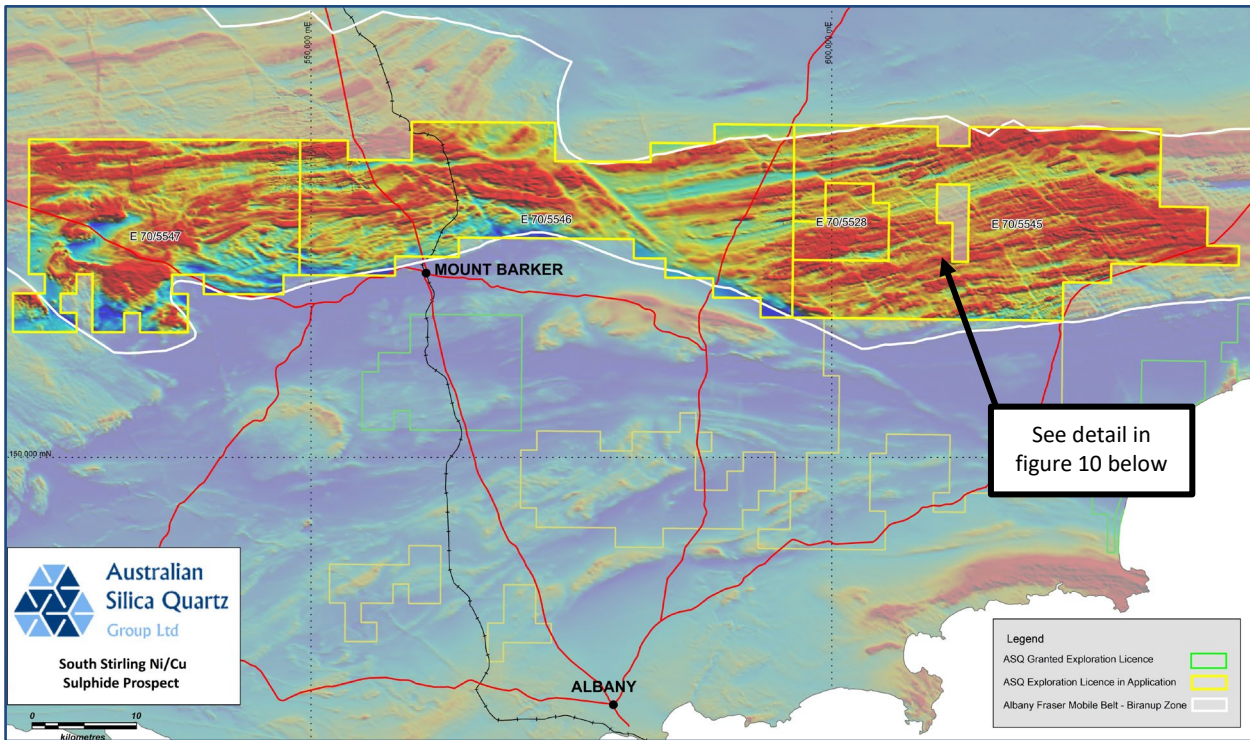 550,000 mE
600,000 mE
E 70/5547
E 70/5546
E 70/5528
E 70/5545
MOUNT BARKER
See detail in
figure 10 below
150,000 mN
Australian
Silica Quartz
Group Ltd
South Stirling Ni/Cu
Sulphide Prospect
0 10
kilometres
ALBANY
Legend
ASQ Granted Exploration Licence
ASQ Exploration Licence in Application
Albany Fraser Mobile Belt - Biranup Zone